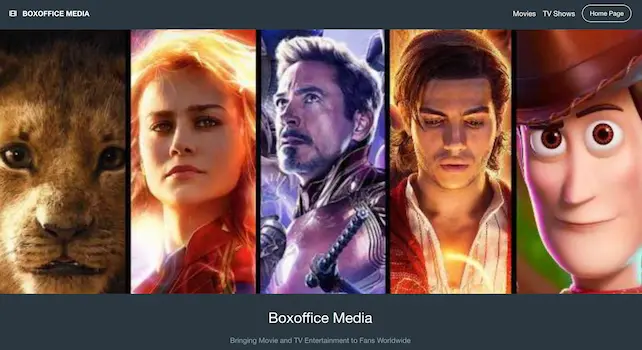 BOXOFFICE MEDIA
Movies TV Shows Home Page
Boxoffice Media
Bringing Movie and TV Entertainment to Fans Worldwide